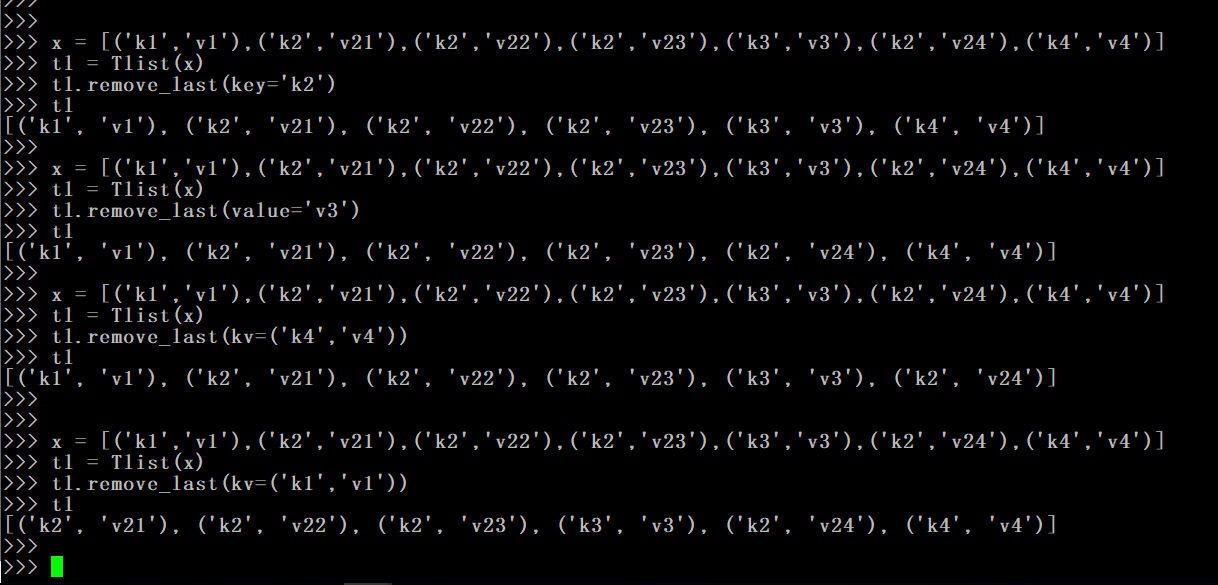 >>>
>>>
>>> x = [('k1','v1'),('k2','v21'),('k2','v22'),('k2','v23'),('k3','v3'),('k2','v24'),('k4','v4')]
>>> tl = Tlist(x)
>>> tl.remove_last(key='k2')
>>> tl
[('k1', 'v1'), ('k2', 'v21'), ('k2', 'v22'), ('k2', 'v23'), ('k3', 'v3'), ('k4', 'v4')]
>>>
>>> x = [('k1','v1'),('k2','v21'),('k2','v22'),('k2','v23'),('k3','v3'),('k2','v24'),('k4','v4')]
>>> tl = Tlist(x)
>>> tl.remove_last(value='v3')
>>> tl
[('k1', 'v1'), ('k2', 'v21'), ('k2', 'v22'), ('k2', 'v23'), ('k2', 'v24'), ('k4', 'v4')]
>>>
>>> x = [('k1','v1'),('k2','v21'),('k2','v22'),('k2','v23'),('k3','v3'),('k2','v24'),('k4','v4')]
>>> tl = Tlist(x)
>>> tl.remove_last(kv=('k4','v4'))
>>> tl
[('k1', 'v1'), ('k2', 'v21'), ('k2', 'v22'), ('k2', 'v23'), ('k3', 'v3'), ('k2', 'v24')]
>>>
>>>
>>> x = [('k1','v1'),('k2','v21'),('k2','v22'),('k2','v23'),('k3','v3'),('k2','v24'),('k4','v4')]
>>> tl = Tlist(x)
>>> tl.remove_last(kv=('k1','v1'))
>>> tl
[('k2', 'v21'), ('k2', 'v22'), ('k2', 'v23'), ('k3', 'v3'), ('k2', 'v24'), ('k4', 'v4')]
>>>
>>>